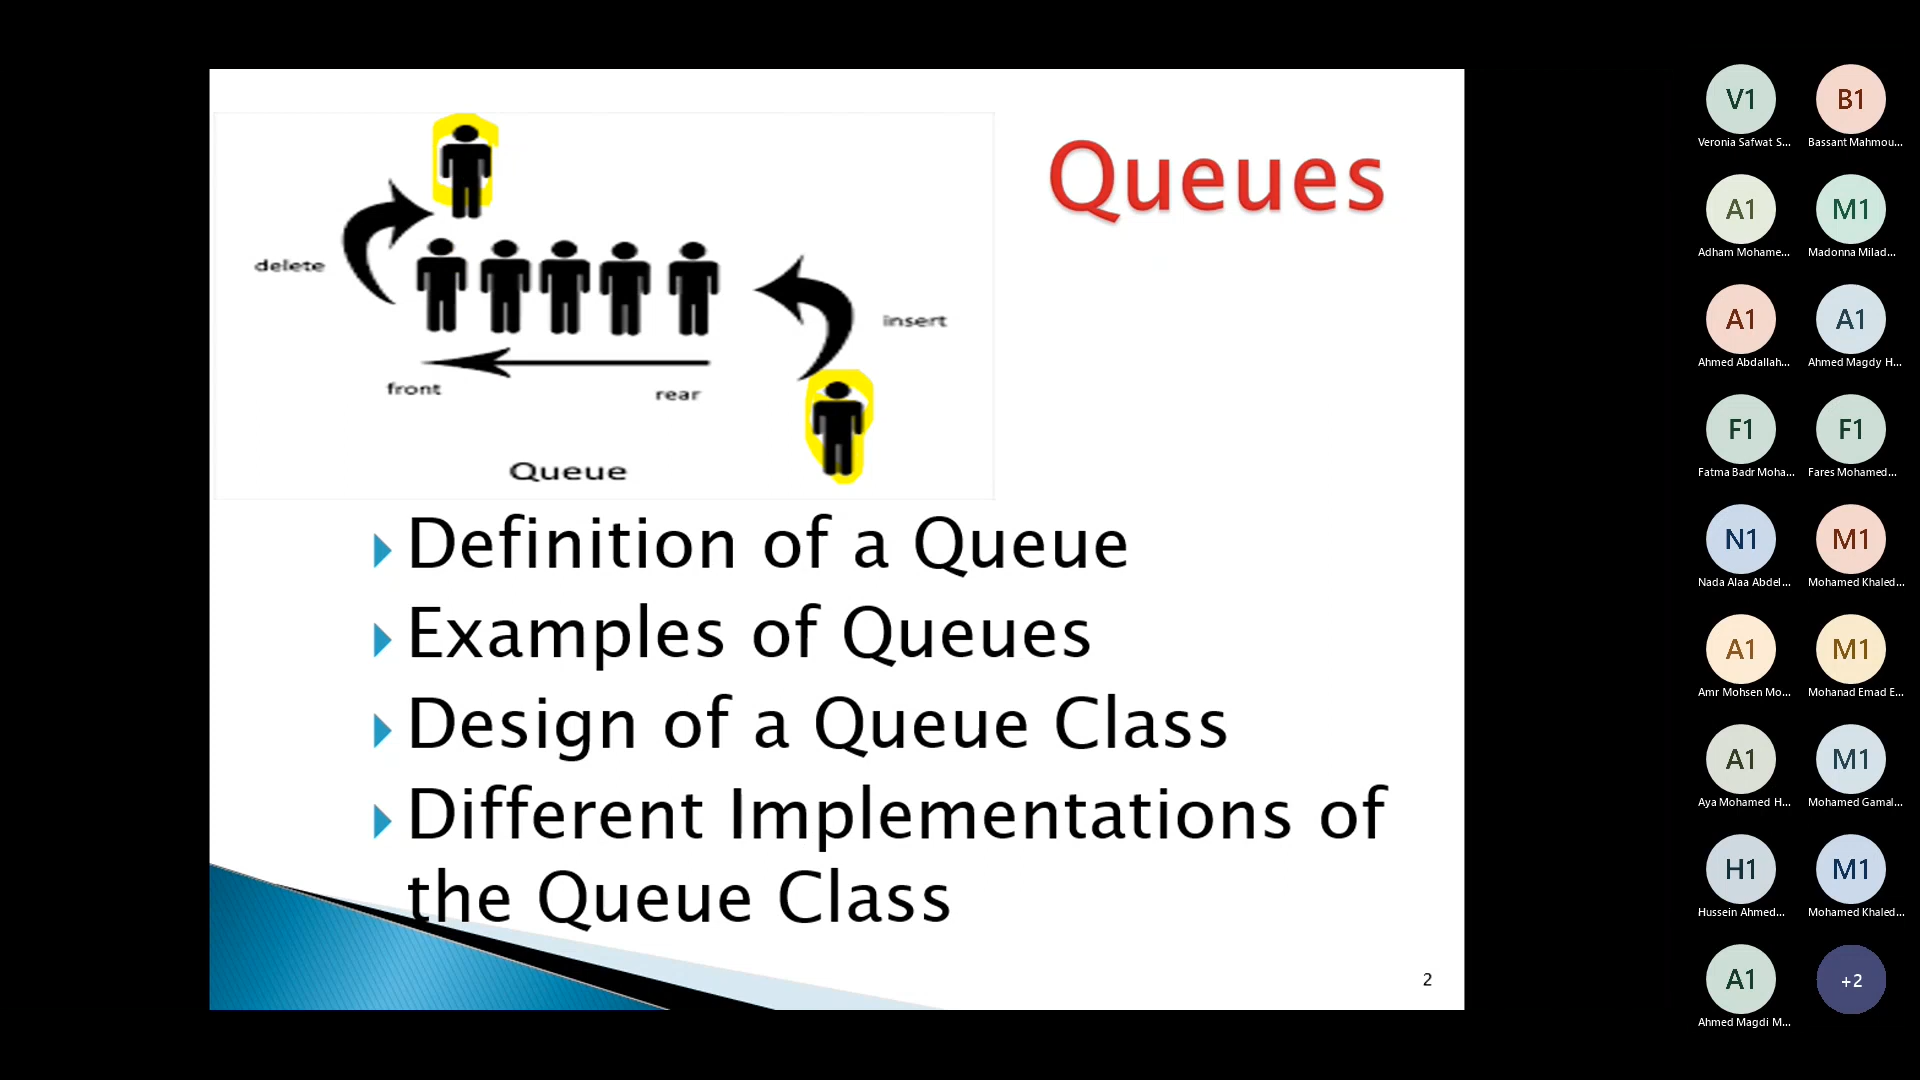 Queues
delete
insert
front
rear
Queue
Definition of a Queue
Examples of Queues
Design of a Queue Class
Different Implementations of
the Queue Class
2
V1
B1
Veronia Safwat S...
Bassant Mahmou...
A1
M1
Adham Mohame...
Madonna Milad...
A1
A1
Ahmed Abdallah...
Ahmed Magdy H...
F1
F1
Fatma Badr Moha...
Fares Mohamed...
N1
M1
Nada Alaa Abdel...
Mohamed Khaled...
A1
M1
Amr Mohsen Mo...
Mohanad Emad E...
A1
M1
Aya Mohamed H...
Mohamed Gamal...
H1
M1
Hussein Ahmed...
Mohamed Khaled...
A1
+2
Ahmed Magdi M...